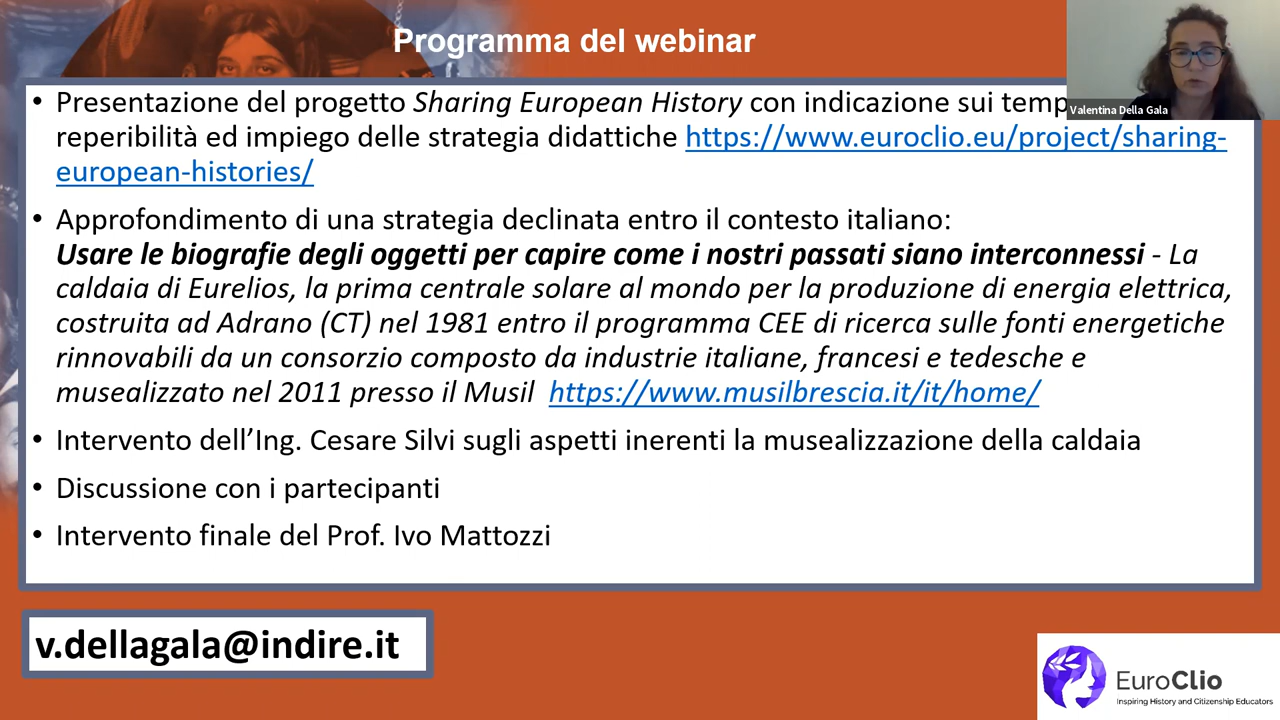 Programma del webinar
Valentina Della Gala
• Presentazione del progetto Sharing European History con indicazione sui
reperibilità ed impiego delle strategia didattiche https://www.euroclio.eu/project/sharing-
european-histories/
• Approfondimento di una strategia declinata entro il contesto italiano:
Usare le biografie degli oggetti per capire come i nostri passati siano interconnessi - La
caldaia di Eurelios, la prima centrale solare al mondo per la produzione di energia elettrica,
costruita ad Adrano (CT) nel 1981 entro il programma CEE di ricerca sulle fonti energetiche
rinnovabili da un consorzio composto da industrie italiane, francesi e tedesche e
musealizzato nel 2011 presso il Musil https://www.musilbrescia.it/it/home/
• Intervento dell’Ing. Cesare Silvi sugli aspetti inerenti la musealizzazione della caldaia
• Discussione con i partecipanti
• Intervento finale del Prof. Ivo Mattozzi
v.dellagala@indire.it
EuroClio
Inspiring History and Citizenship Educators